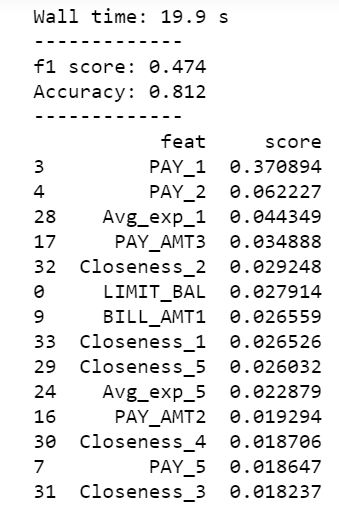 Wall time: 19.9 s
-------------
f1 score: 0.474
Accuracy: 0.812
-------------
feat score
3 PAY_1 0.370894
4 PAY_2 0.062227
28 Avg_exp_1 0.044349
17 PAY_AMT3 0.034888
32 Closeness_2 0.029248
0 LIMIT_BAL 0.027914
9 BILL_AMT1 0.026559
33 Closeness_1 0.026526
29 Closeness_5 0.026032
24 Avg_exp_5 0.022879
16 PAY_AMT2 0.019294
30 Closeness_4 0.018706
7 PAY_5 0.018647
31 Closeness_3 0.018237